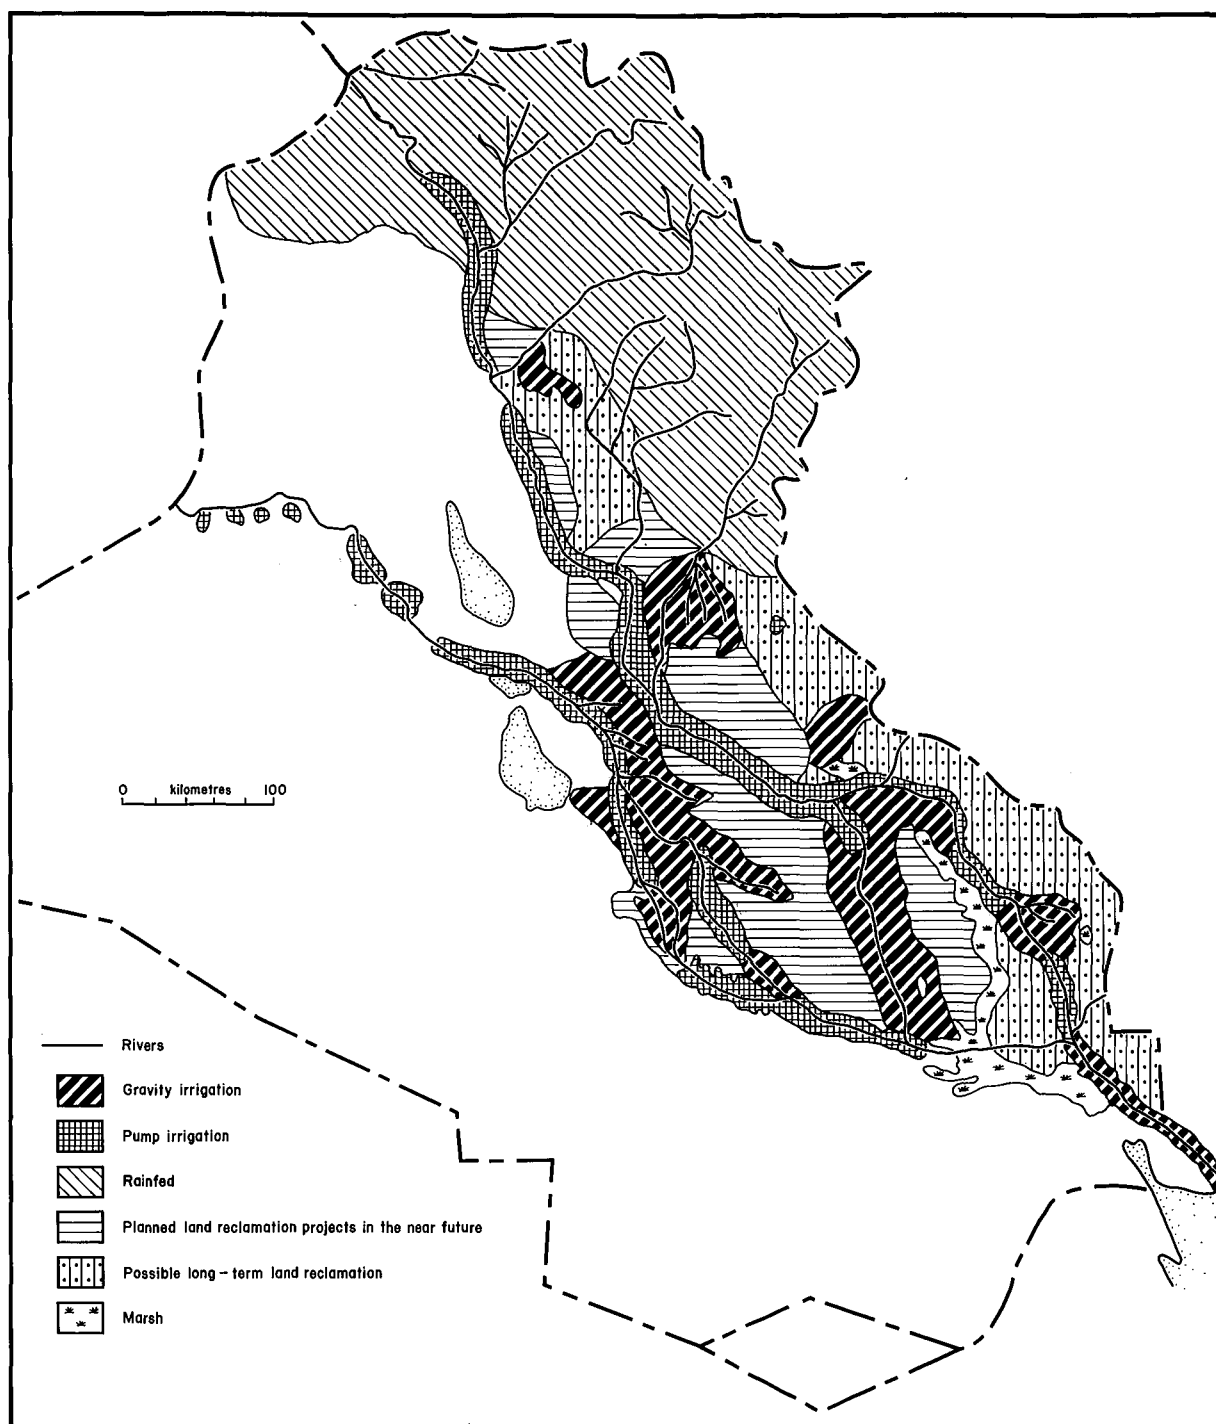 0 kilometres 100
Rivers
Gravity irrigation
Pump irrigation
Rainfed
Planned land reclamation projects in the near future
Possible long-term land reclamation
Marsh